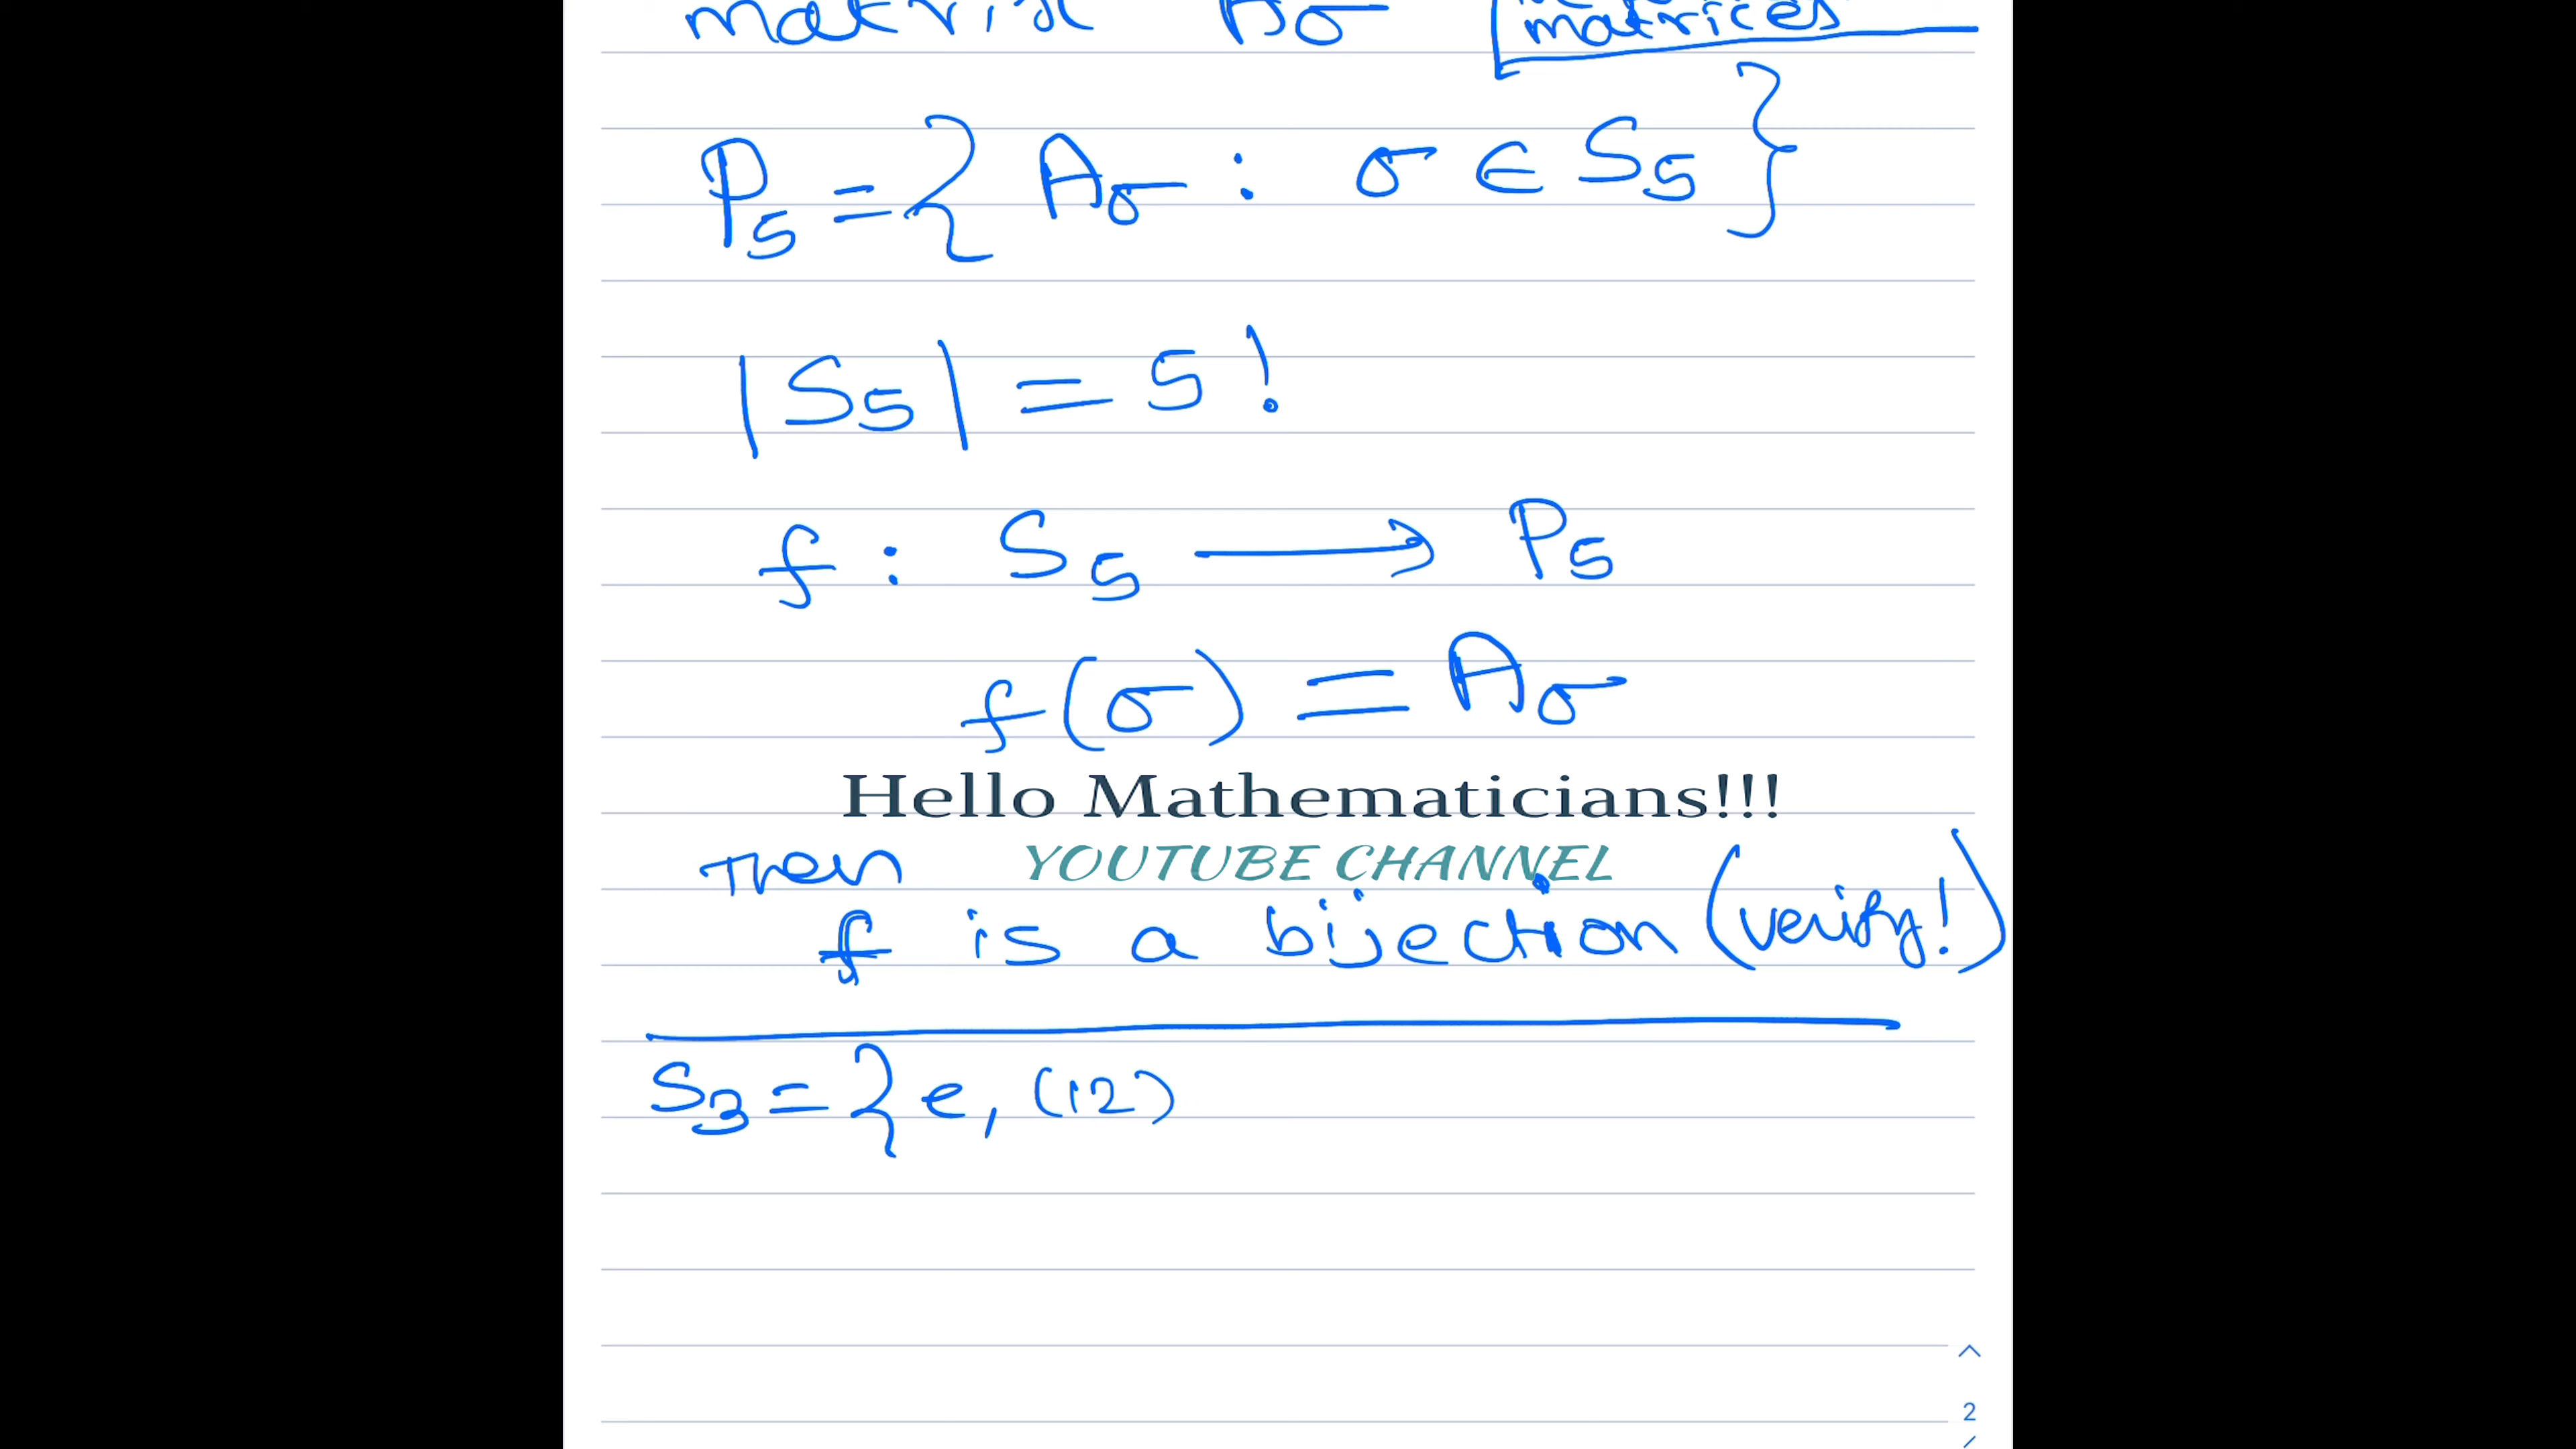 matrix Aσ matrices
P5 = { Aσ : σ ∈ S5 }
|S5| = 5!
f : S5 → P5
f(σ) = Aσ
Hello Mathematicians!!!
YOUTUBE CHANNEL
Then
f is a bijection (verify!)
S3 = { e, (12)
2